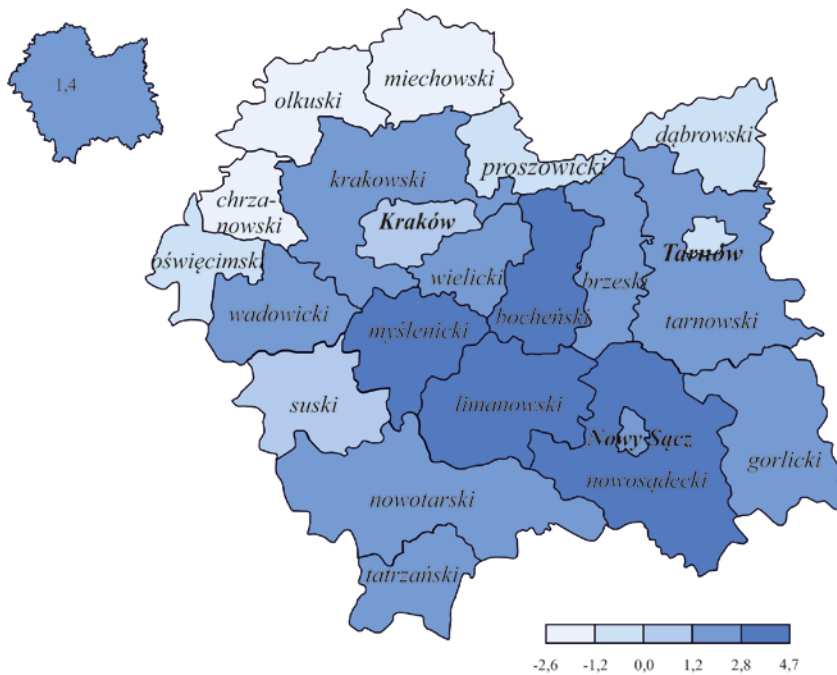 miechowski
1,4
olkuski
dąbrowski
proszowicki
krakowski
chrza-
nowski
Kraków
Tarnów
oświęcimski
wielicki
brzeski
wadowicki
bocheński
tarnowski
myślenicki
suski
limanowski
Nowy Sącz
gorlicki
nowosądecki
nowotarski
tatrzański
-2,6 -1,2 0,0 1,2 2,8 4,7